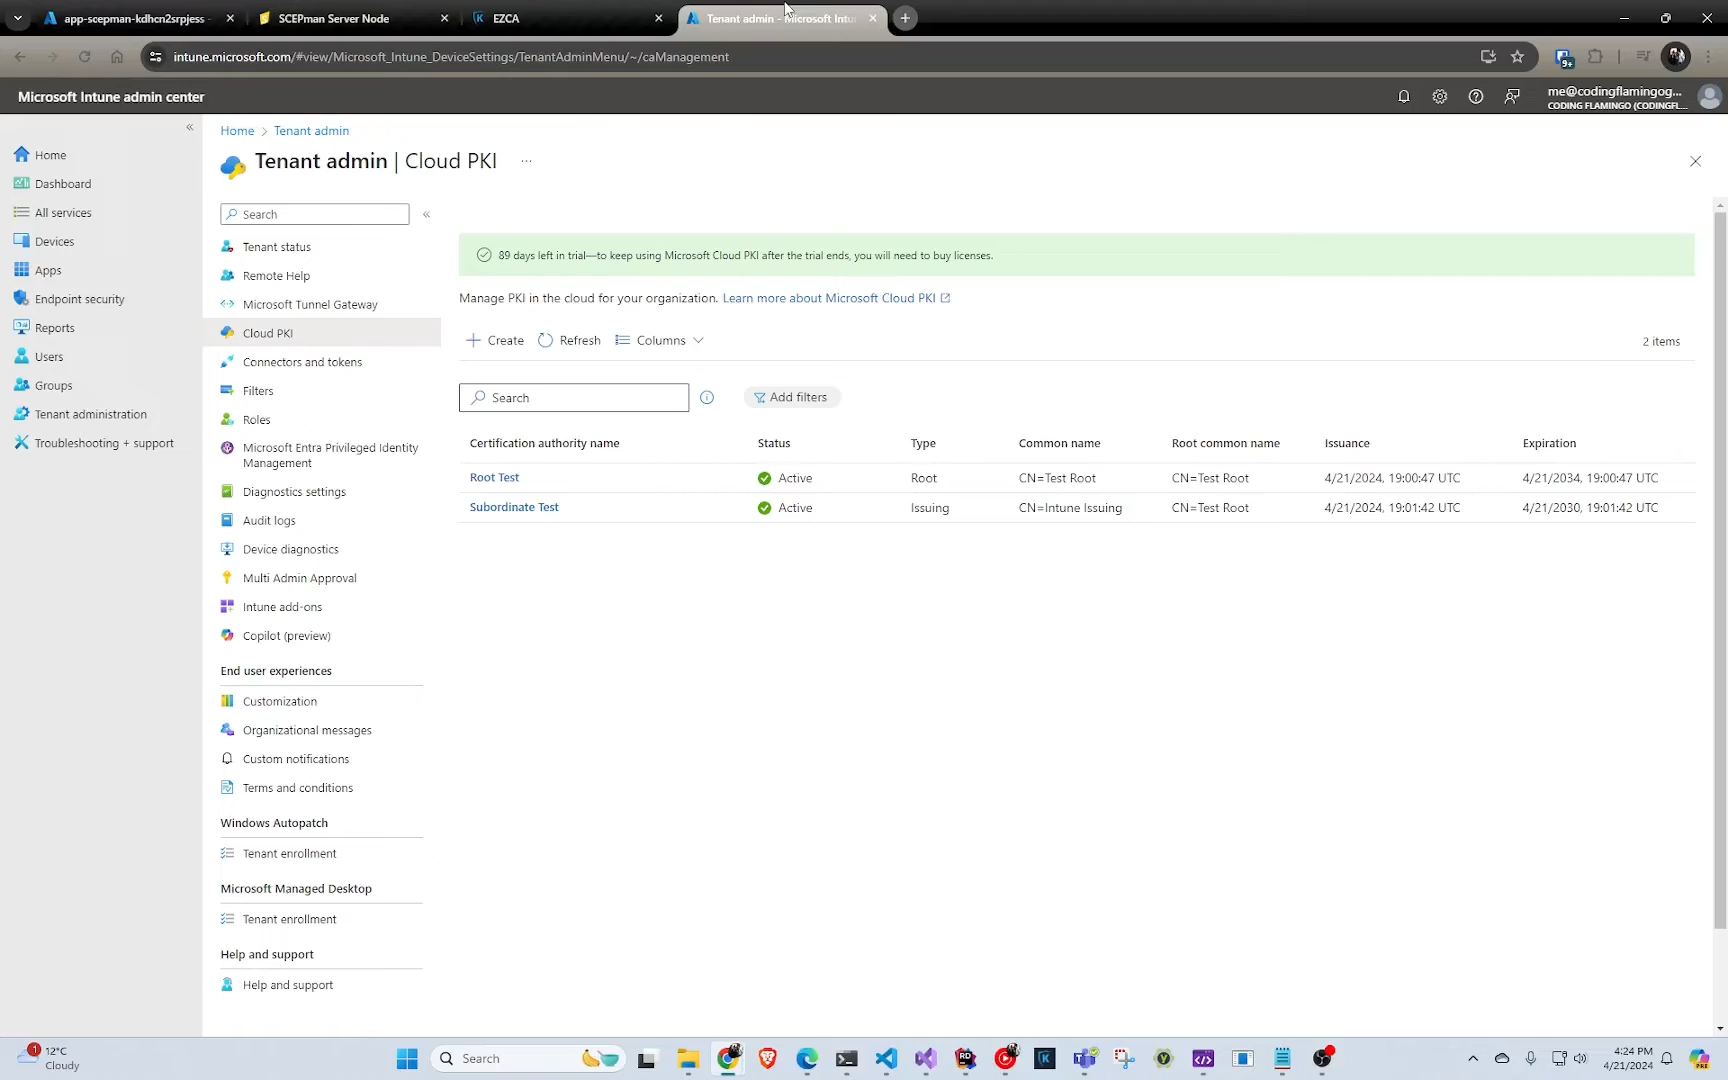 app-scepman-kdhcn2srpjess
SCEPman Server Node
EZCA
Tenant admin - Microsoft Intu
intune.microsoft.com/#view/Microsoft_Intune_DeviceSettings/TenantAdminMenu/~/caManagement
9+
Microsoft Intune admin center
me@codingflamingog...
CODING FLAMINGO (CODINGFL...
Home
Dashboard
All services
Devices
Apps
Endpoint security
Reports
Users
Groups
Tenant administration
Troubleshooting + support
Home > Tenant admin
Tenant admin | Cloud PKI ...
Search
Tenant status
Remote Help
Microsoft Tunnel Gateway
Cloud PKI
Connectors and tokens
Filters
Roles
Microsoft Entra Privileged Identity
Management
Diagnostics settings
Audit logs
Device diagnostics
Multi Admin Approval
Intune add-ons
Copilot (preview)
End user experiences
Customization
Organizational messages
Custom notifications
Terms and conditions
Windows Autopatch
Tenant enrollment
Microsoft Managed Desktop
Tenant enrollment
Help and support
Help and support
89 days left in trial—to keep using Microsoft Cloud PKI after the trial ends, you will need to buy licenses.
Manage PKI in the cloud for your organization. Learn more about Microsoft Cloud PKI
Create Refresh Columns
2 items
Search
Add filters
Certification authority name Status Type Common name Root common name Issuance Expiration
Root Test Active Root CN=Test Root CN=Test Root 4/21/2024, 19:00:47 UTC 4/21/2034, 19:00:47 UTC
Subordinate Test Active Issuing CN=Intune Issuing CN=Test Root 4/21/2024, 19:01:42 UTC 4/21/2030, 19:01:42 UTC
1
12°C
Cloudy
Search
4:24 PM
4/21/2024